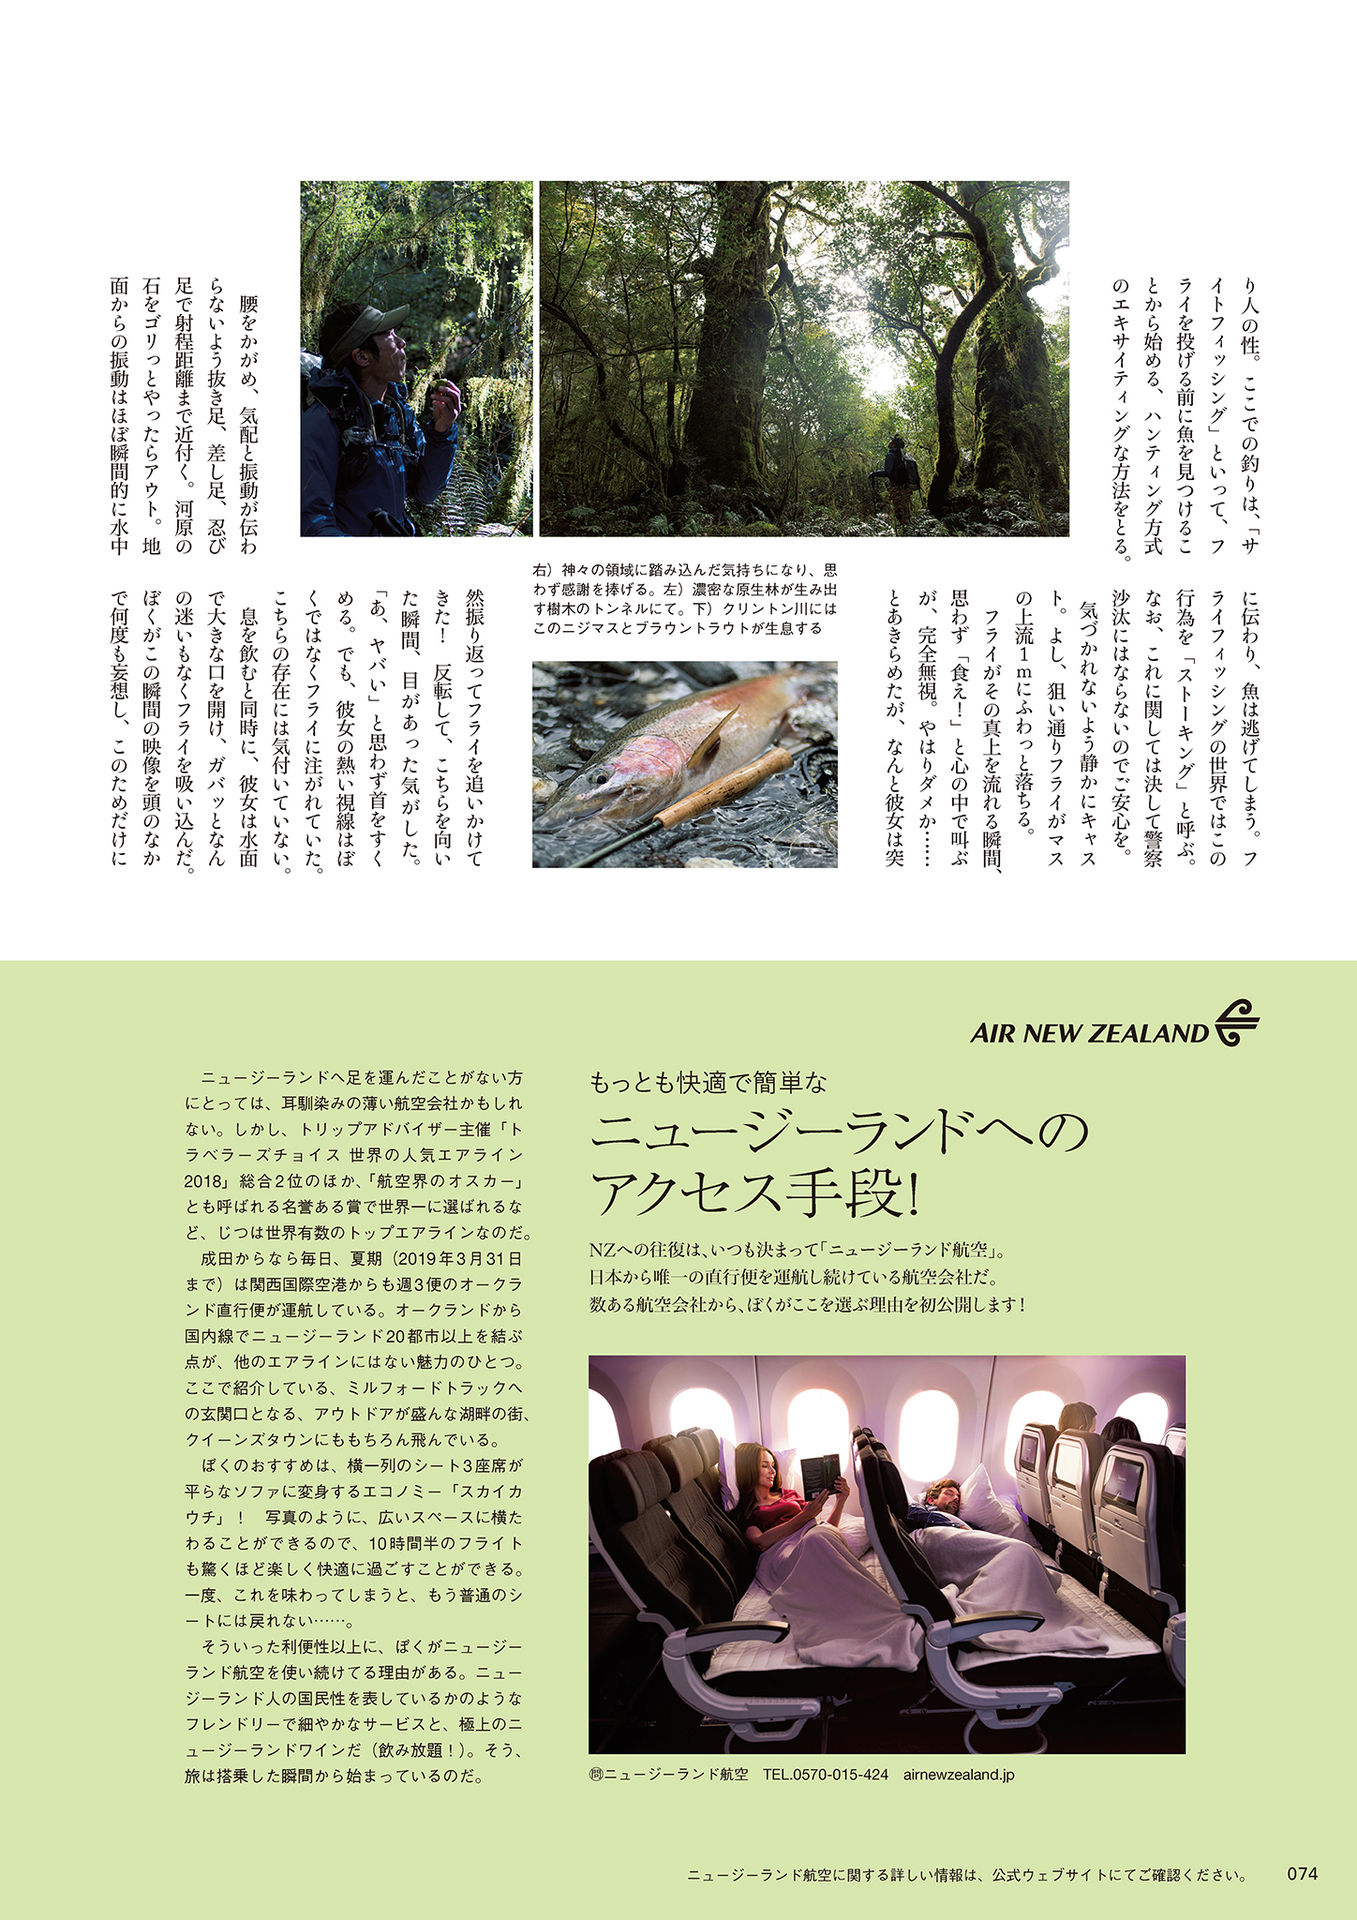 り人の性。ここでの釣りは、「サ
イトフィッシング」といって、フ
ライを投げる前に魚を見つけるこ
とから始める、ハンティング方式
のエキサイティングな方法をとる。
腰をかがめ、気配と振動が伝わ
らないよう抜き足、差し足、忍び
足で射程距離まで近付く。河原の
石をゴリっとやったらアウト。地
面からの振動はほぼ瞬間的に水中
に伝わり、魚は逃げてしまう。フ
ライフィッシングの世界ではこの
行為を「ストーキング」と呼ぶ。
なお、これに関しては決して警察
沙汰にはならないのでご安心を。
気づかれないよう静かにキャス
ト。よし、狙い通りフライがマス
の上流1mにふわっと落ちる。
フライがその真上を流れる瞬間、
思わず「食え！」と心の中で叫ぶ
が、完全無視。やはりダメか……
とあきらめたが、なんと彼女は突
然振り返ってフライを追いかけて
きた！　反転して、こちらを向い
た瞬間、目があった気がした。
「あ、ヤバい」と思わず首をすく
める。でも、彼女の熱い視線はぼ
くではなくフライに注がれていた。
こちらの存在には気付いていない。
息を飲むと同時に、彼女は水面
で大きな口を開け、ガバッとなん
の迷いもなくフライを吸い込んだ。
ぼくがこの瞬間の映像を頭のなか
で何度も妄想し、このためだけに
右）神々の領域に踏み込んだ気持ちになり、思
わず感謝を捧げる。左）濃密な原生林が生み出
す樹木のトンネルにて。下）クリントン川には
このニジマスとブラウントラウトが生息する
AIR NEW ZEALAND
もっとも快適で簡単な
ニュージーランドへの
アクセス手段！
NZへの往復は、いつも決まって「ニュージーランド航空」。
日本から唯一の直行便を運航し続けている航空会社だ。
数ある航空会社から、ぼくがここを選ぶ理由を初公開します！
ニュージーランドへ足を運んだことがない方
にとっては、耳馴染みの薄い航空会社かもしれ
ない。しかし、トリップアドバイザー主催「ト
ラベラーズチョイス 世界の人気エアライン
2018」総合2位のほか、「航空界のオスカー」
とも呼ばれる名誉ある賞で世界一に選ばれるな
ど、じつは世界有数のトップエアラインなのだ。
成田からなら毎日、夏期（2019年3月31日
まで）は関西国際空港からも週3便のオークラ
ンド直行便が運航している。オークランドから
国内線でニュージーランド20都市以上を結ぶ
点が、他のエアラインにはない魅力のひとつ。
ここで紹介している、ミルフォードトラックへ
の玄関口となる、アウトドアが盛んな湖畔の街、
クイーンズタウンにももちろん飛んでいる。
ぼくのおすすめは、横一列のシート3座席が
平らなソファに変身するエコノミー「スカイカ
ウチ」！　写真のように、広いスペースに横た
わることができるので、10時間半のフライト
も驚くほど楽しく快適に過ごすことができる。
一度、これを味わってしまうと、もう普通のシ
ートには戻れない……。
そういった利便性以上に、ぼくがニュージー
ランド航空を使い続けてる理由がある。ニュー
ジーランド人の国民性を表しているかのような
フレンドリーで細やかなサービスと、極上のニ
ュージーランドワインだ（飲み放題！）。そう、
旅は搭乗した瞬間から始まっているのだ。
㉄ニュージーランド航空　TEL.0570-015-424　airnewzealand.jp
ニュージーランド航空に関する詳しい情報は、公式ウェブサイトにてご確認ください。　074